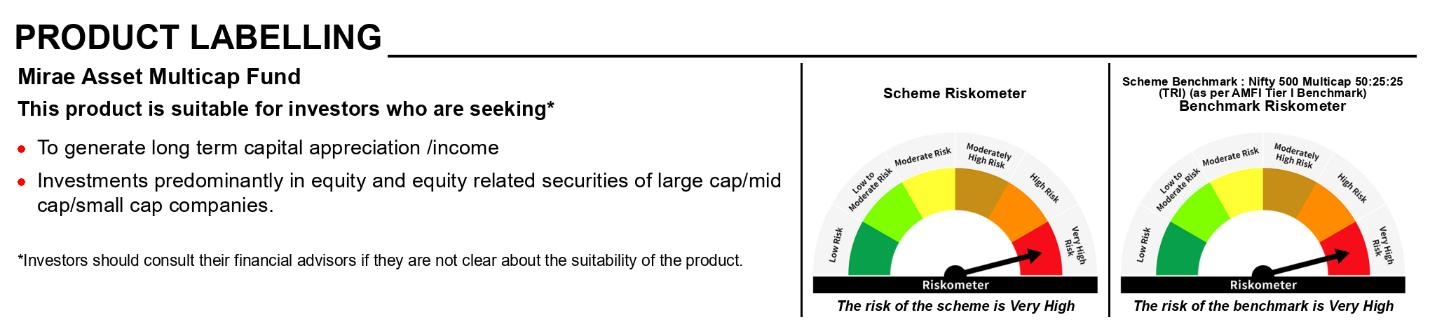 PRODUCT LABELLING
Mirae Asset Multicap Fund
This product is suitable for investors who are seeking*
To generate long term capital appreciation /income
Investments predominantly in equity and equity related securities of large cap/mid
cap/small cap companies.
*Investors should consult their financial advisors if they are not clear about the suitability of the product.
Scheme Riskometer
Low Risk
Low to
Moderate Risk
Moderate Risk
Moderately
High Risk
High Risk
Very High
Risk
Riskometer
The risk of the scheme is Very High
Scheme Benchmark : Nifty 500 Multicap 50:25:25
(TRI) (as per AMFI Tier I Benchmark)
Benchmark Riskometer
Low Risk
Low to
Moderate Risk
Moderate Risk
Moderately
High Risk
High Risk
Very High
Risk
Riskometer
The risk of the benchmark is Very High